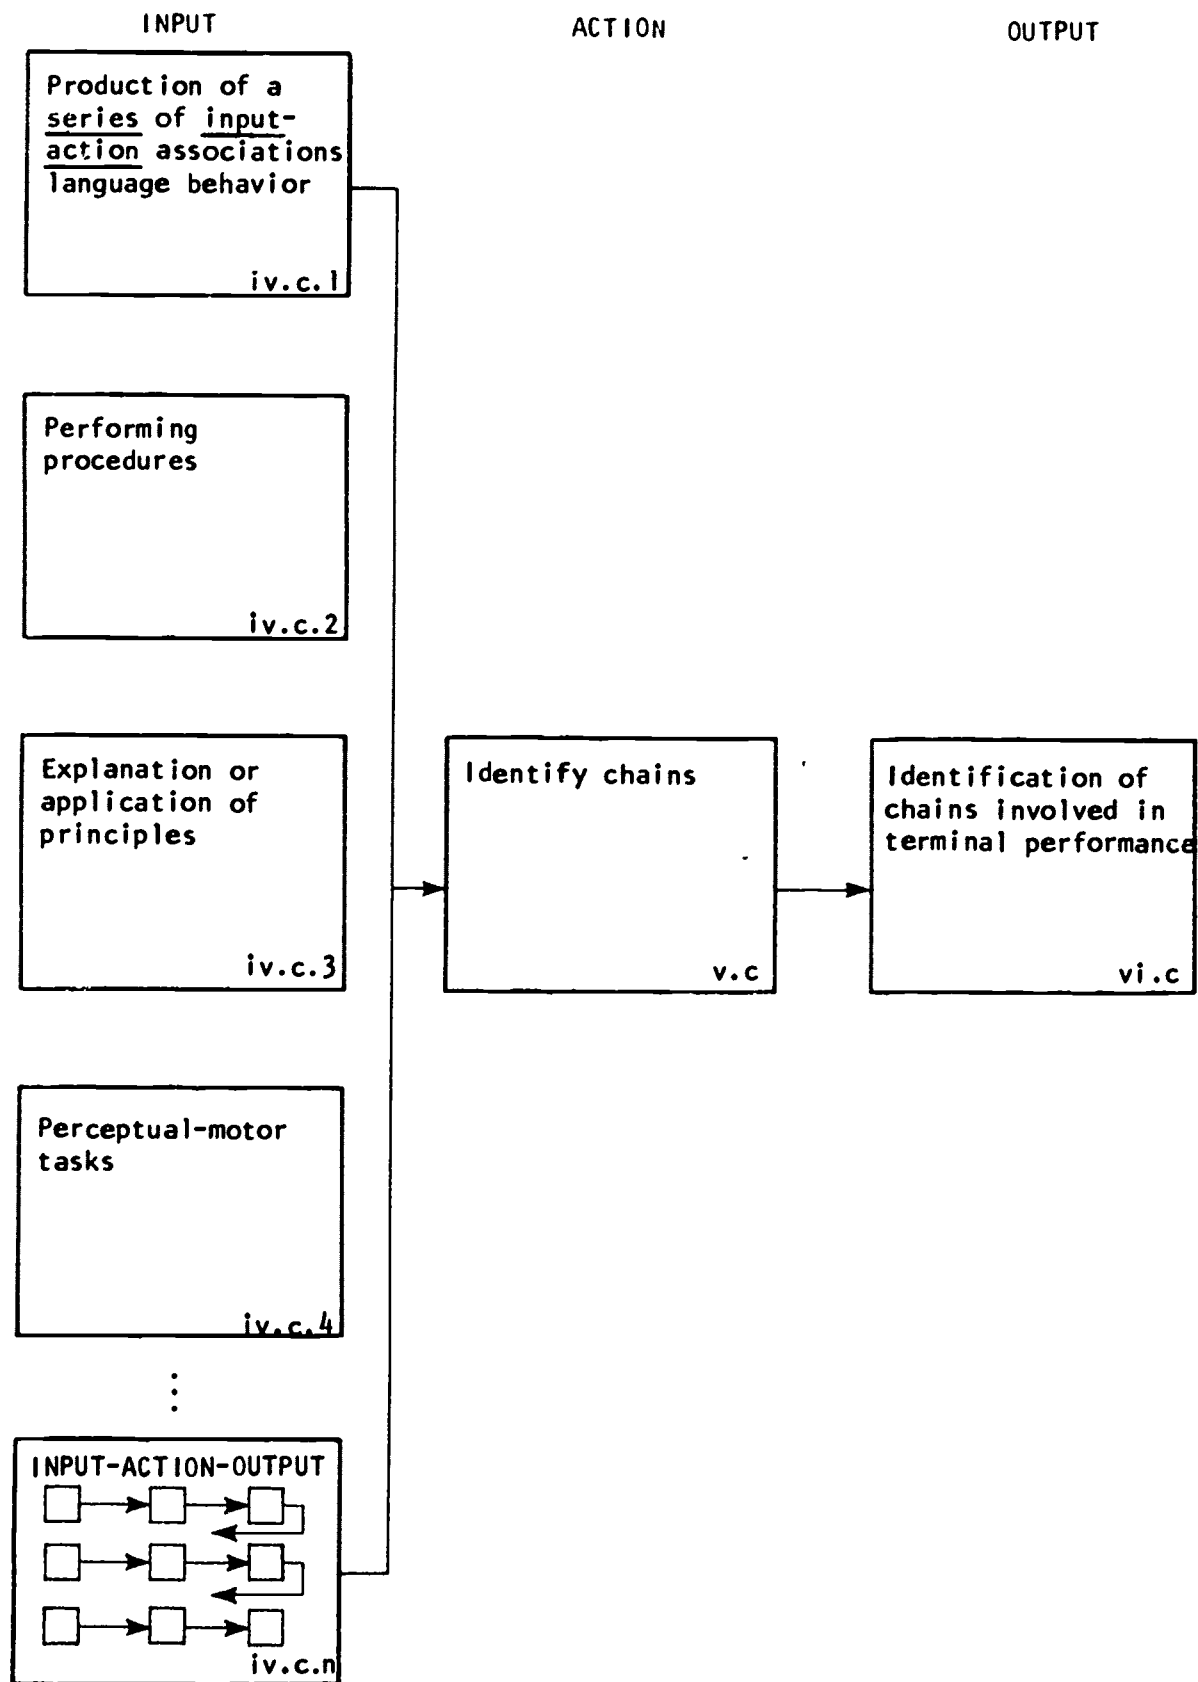 INPUT
ACTION
OUTPUT
Production of a
series of input-
action associations
language behavior
iv.c.1
Performing
procedures
iv.c.2
Explanation or
application of
principles
iv.c.3
Identify chains
v.c
Identification of
chains involved in
terminal performance
vi.c
Perceptual-motor
tasks
iv.c.4
INPUT-ACTION-OUTPUT
iv.c.n